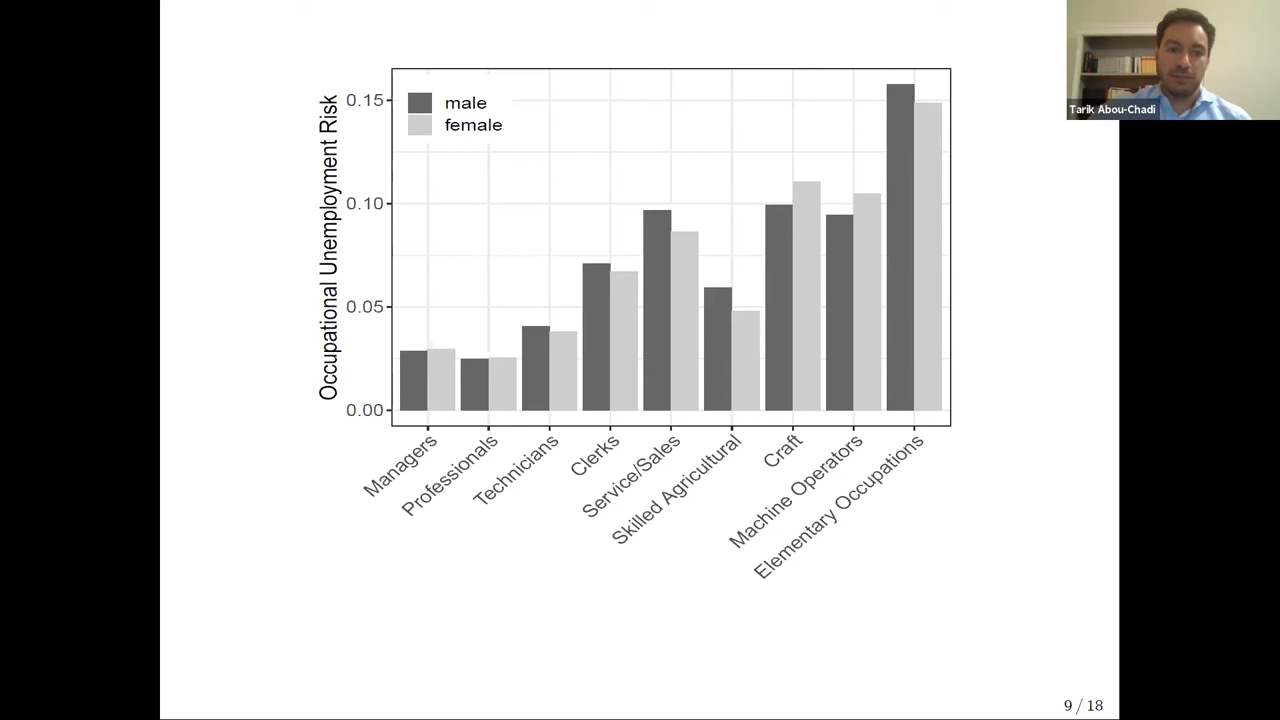 Tarik Abou-Chadi
male
female
Occupational Unemployment Risk
0.15
0.10
0.05
0.00
Managers
Professionals
Technicians
Clerks
Service/Sales
Skilled Agricultural
Craft
Machine Operators
Elementary Occupations
9 / 18